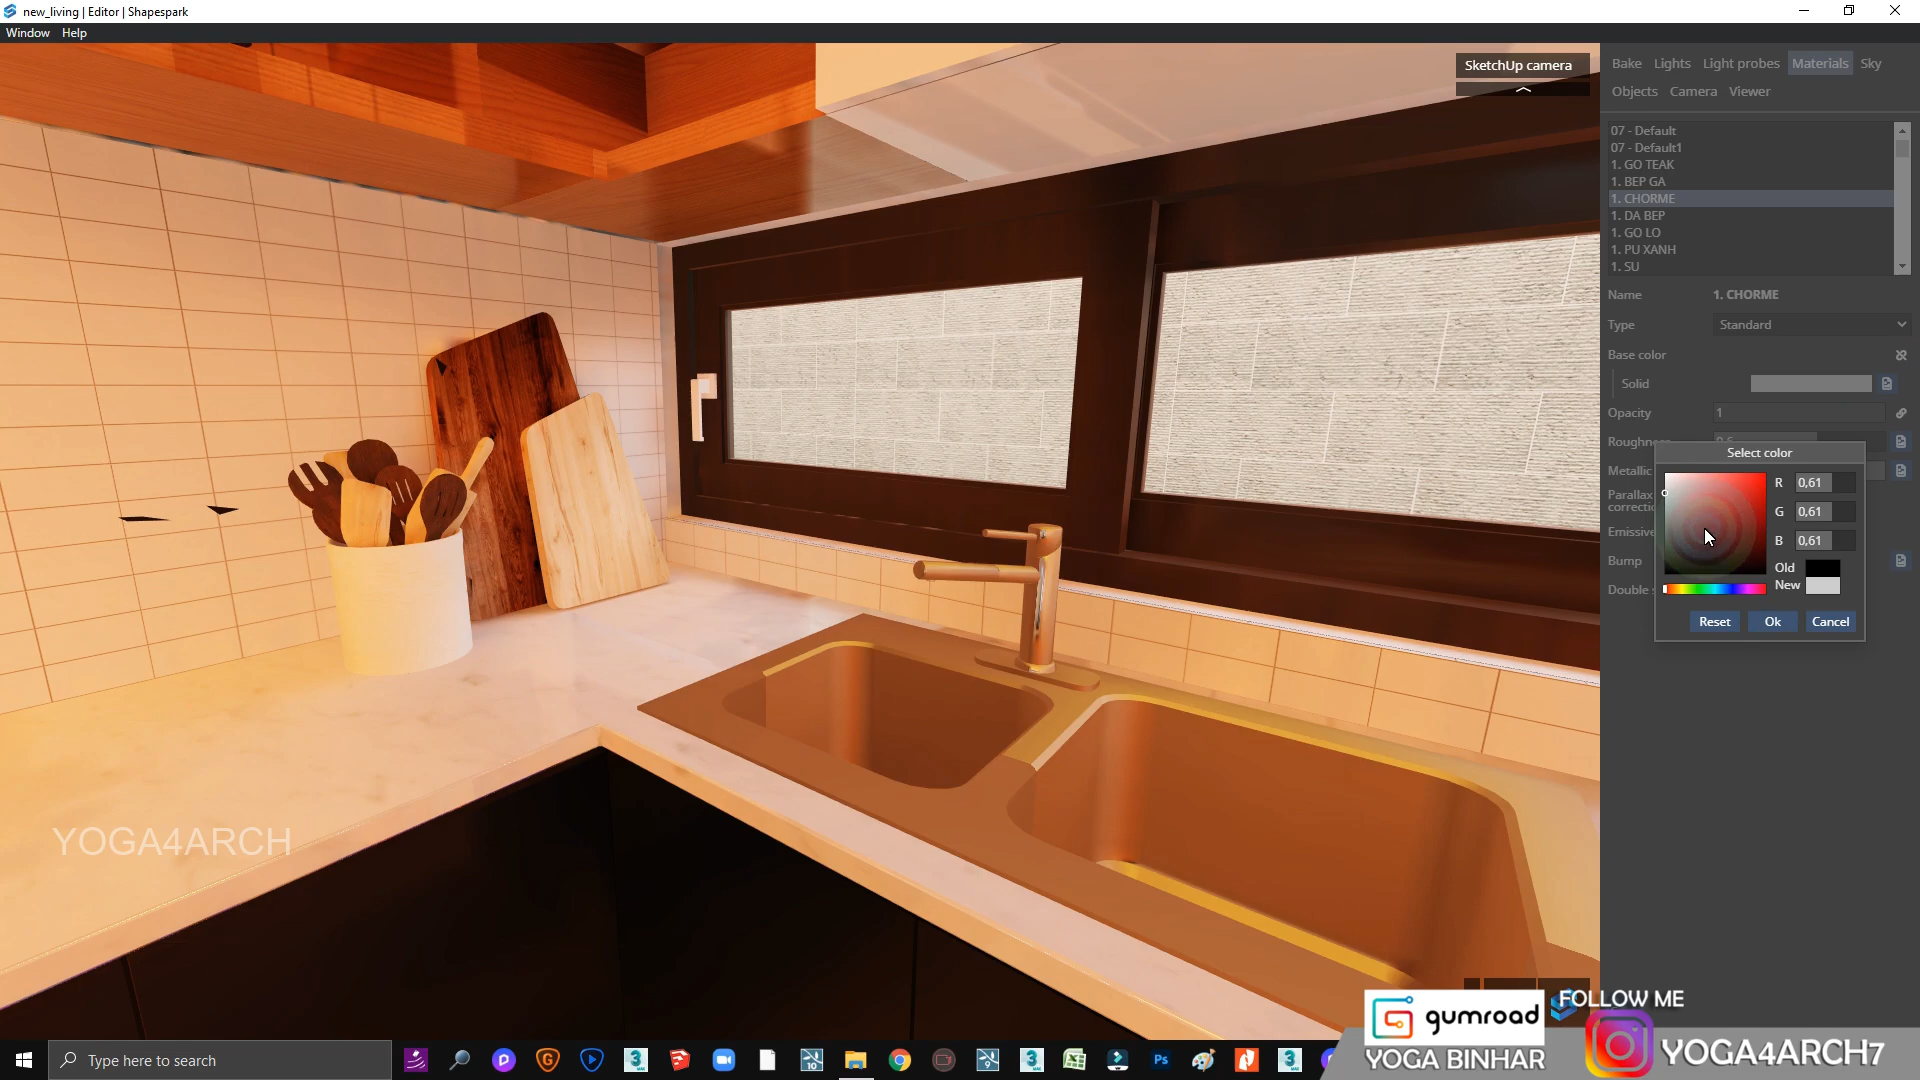 new_living | Editor | Shapespark
Window Help
SketchUp camera
Bake Lights Light probes Materials Sky
Objects Camera Viewer
07 - Default
07 - Default1
1. GO TEAK
1. BEP GA
1. CHORME
1. DA BEP
1. GO LO
1. PU XANH
1. SU
Name 1. CHORME
Type Standard
Base color
Solid
Opacity 1
Roughness
Metallic
Parallax
Emissive
Bump
Double
Select color
R 0,61
G 0,61
B 0,61
Old
New
Reset Ok Cancel
YOGA4ARCH
gumroad
YOGA BINHAR
FOLLOW ME
YOGA4ARCH7
Type here to search